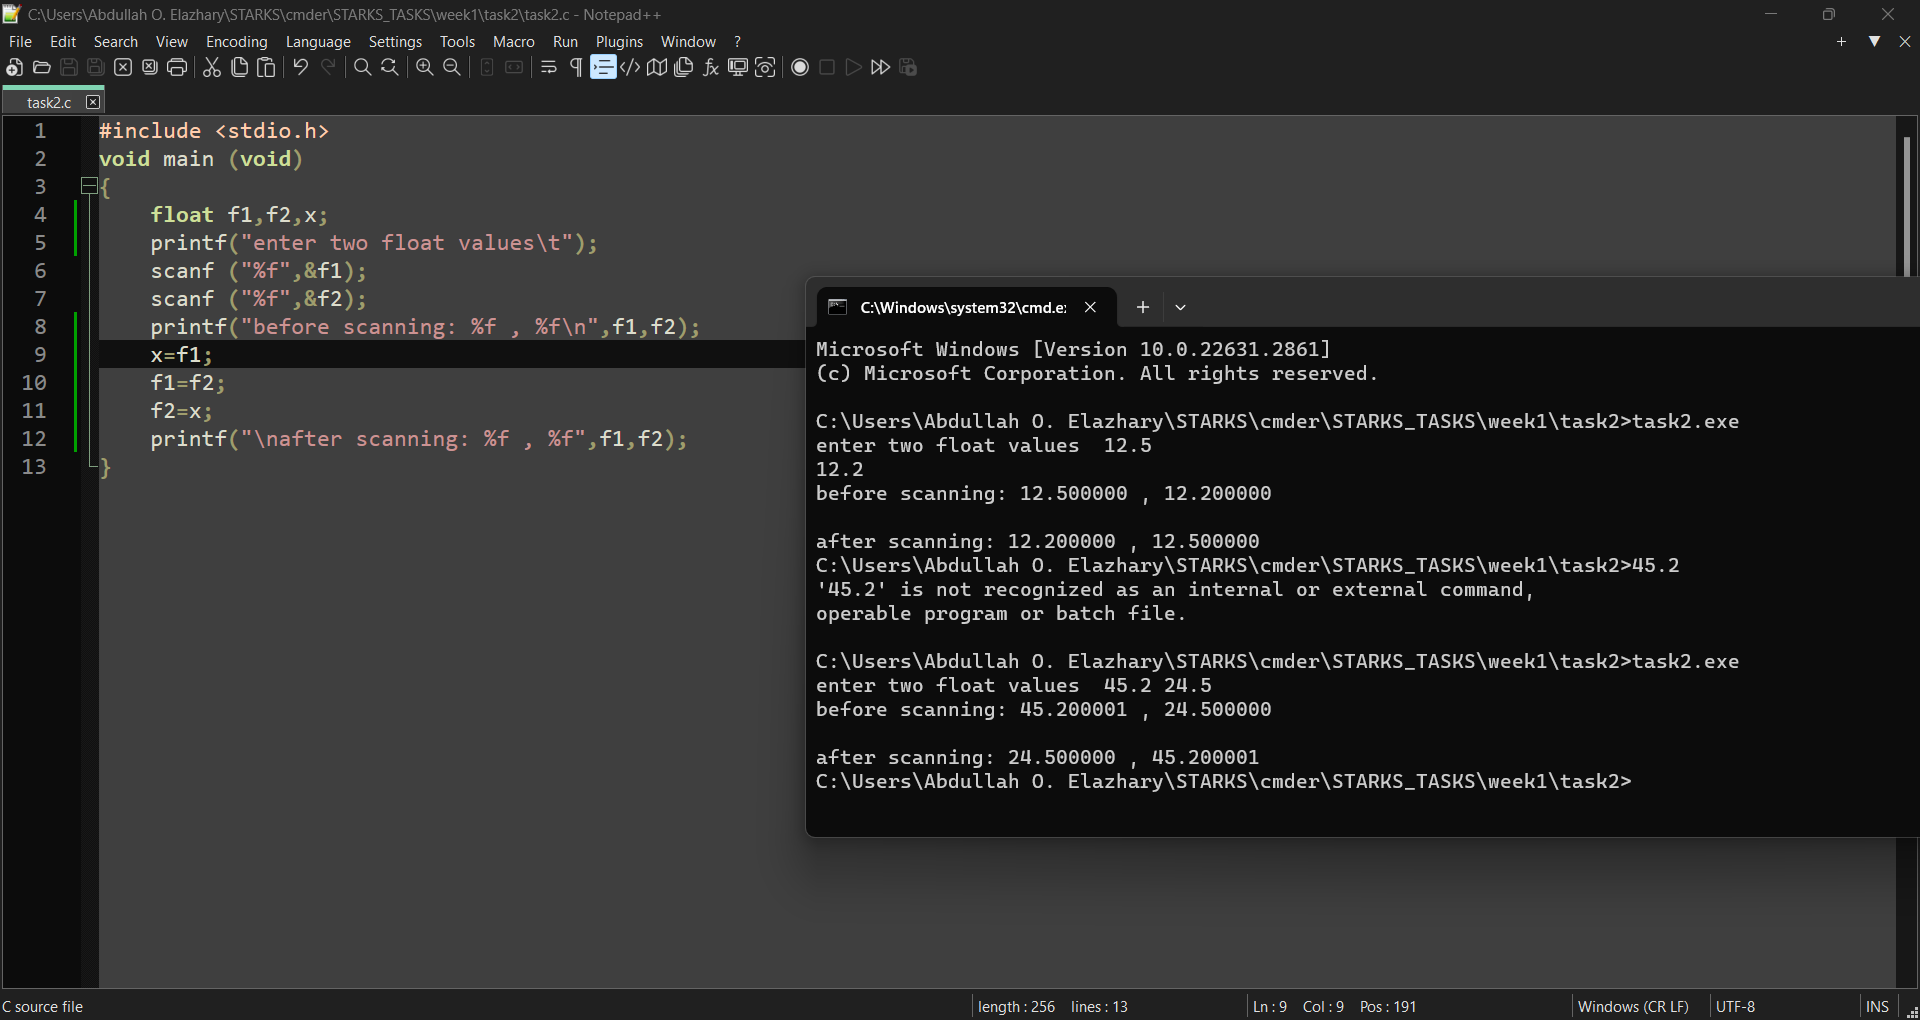 C:\Users\Abdullah O. Elazhary\STARKS\cmder\STARKS_TASKS\week1\task2\task2.c - Notepad++
File Edit Search View Encoding Language Settings Tools Macro Run Plugins Window ?
task2.c
1 #include <stdio.h>
2 void main (void)
3 {
4 float f1,f2,x;
5 printf("enter two float values\t");
6 scanf ("%f",&f1);
7 scanf ("%f",&f2);
8 printf("before scanning: %f , %f\n",f1,f2);
9 x=f1;
10 f1=f2;
11 f2=x;
12 printf("\nafter scanning: %f , %f",f1,f2);
13 }
C:\Windows\system32\cmd.e
Microsoft Windows [Version 10.0.22631.2861]
(c) Microsoft Corporation. All rights reserved.
C:\Users\Abdullah O. Elazhary\STARKS\cmder\STARKS_TASKS\week1\task2>task2.exe
enter two float values 12.5
12.2
before scanning: 12.500000 , 12.200000
after scanning: 12.200000 , 12.500000
C:\Users\Abdullah O. Elazhary\STARKS\cmder\STARKS_TASKS\week1\task2>45.2
'45.2' is not recognized as an internal or external command,
operable program or batch file.
C:\Users\Abdullah O. Elazhary\STARKS\cmder\STARKS_TASKS\week1\task2>task2.exe
enter two float values 45.2 24.5
before scanning: 45.200001 , 24.500000
after scanning: 24.500000 , 45.200001
C:\Users\Abdullah O. Elazhary\STARKS\cmder\STARKS_TASKS\week1\task2>
C source file length : 256 lines : 13 Ln : 9 Col : 9 Pos : 191 Windows (CR LF) UTF-8 INS